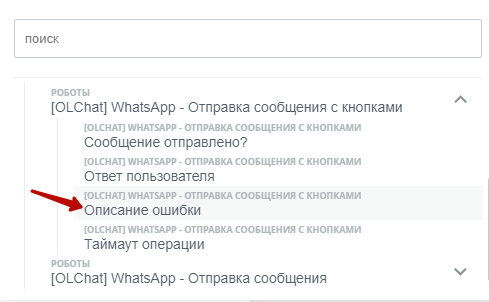 поиск
РОБОТЫ
[OLChat] WhatsApp - Отправка сообщения с кнопками
[OLCHAT] WHATSAPP - ОТПРАВКА СООБЩЕНИЯ С КНОПКАМИ
Сообщение отправлено?
[OLCHAT] WHATSAPP - ОТПРАВКА СООБЩЕНИЯ С КНОПКАМИ
Ответ пользователя
[OLCHAT] WHATSAPP - ОТПРАВКА СООБЩЕНИЯ С КНОПКАМИ
Описание ошибки
[OLCHAT] WHATSAPP - ОТПРАВКА СООБЩЕНИЯ С КНОПКАМИ
Таймаут операции
РОБОТЫ
[OLChat] WhatsApp - Отправка сообщения